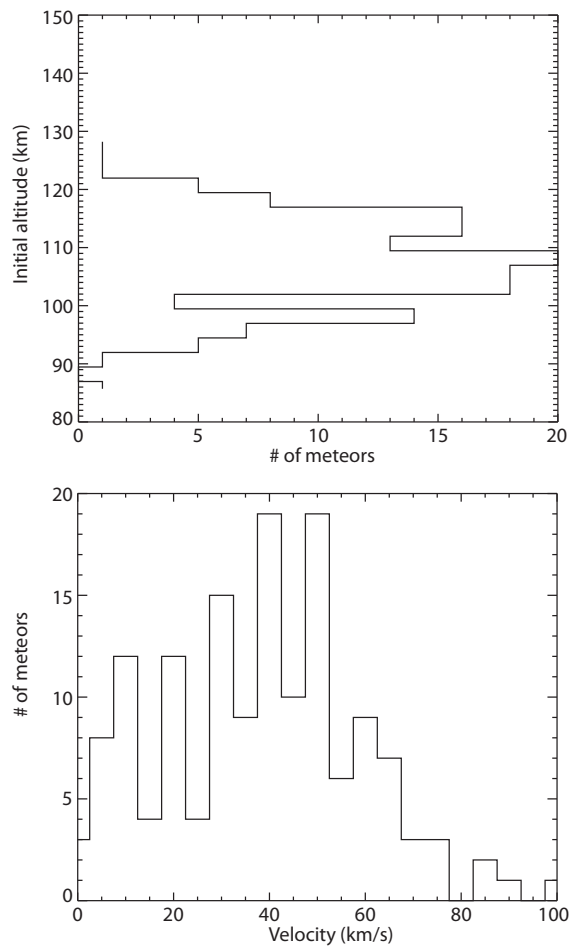 150
140
130
120
110
100
90
80
Initial altitude (km)
0 5 10 15 20
# of meteors
20
15
10
5
0
# of meteors
0 20 40 60 80 100
Velocity (km/s)